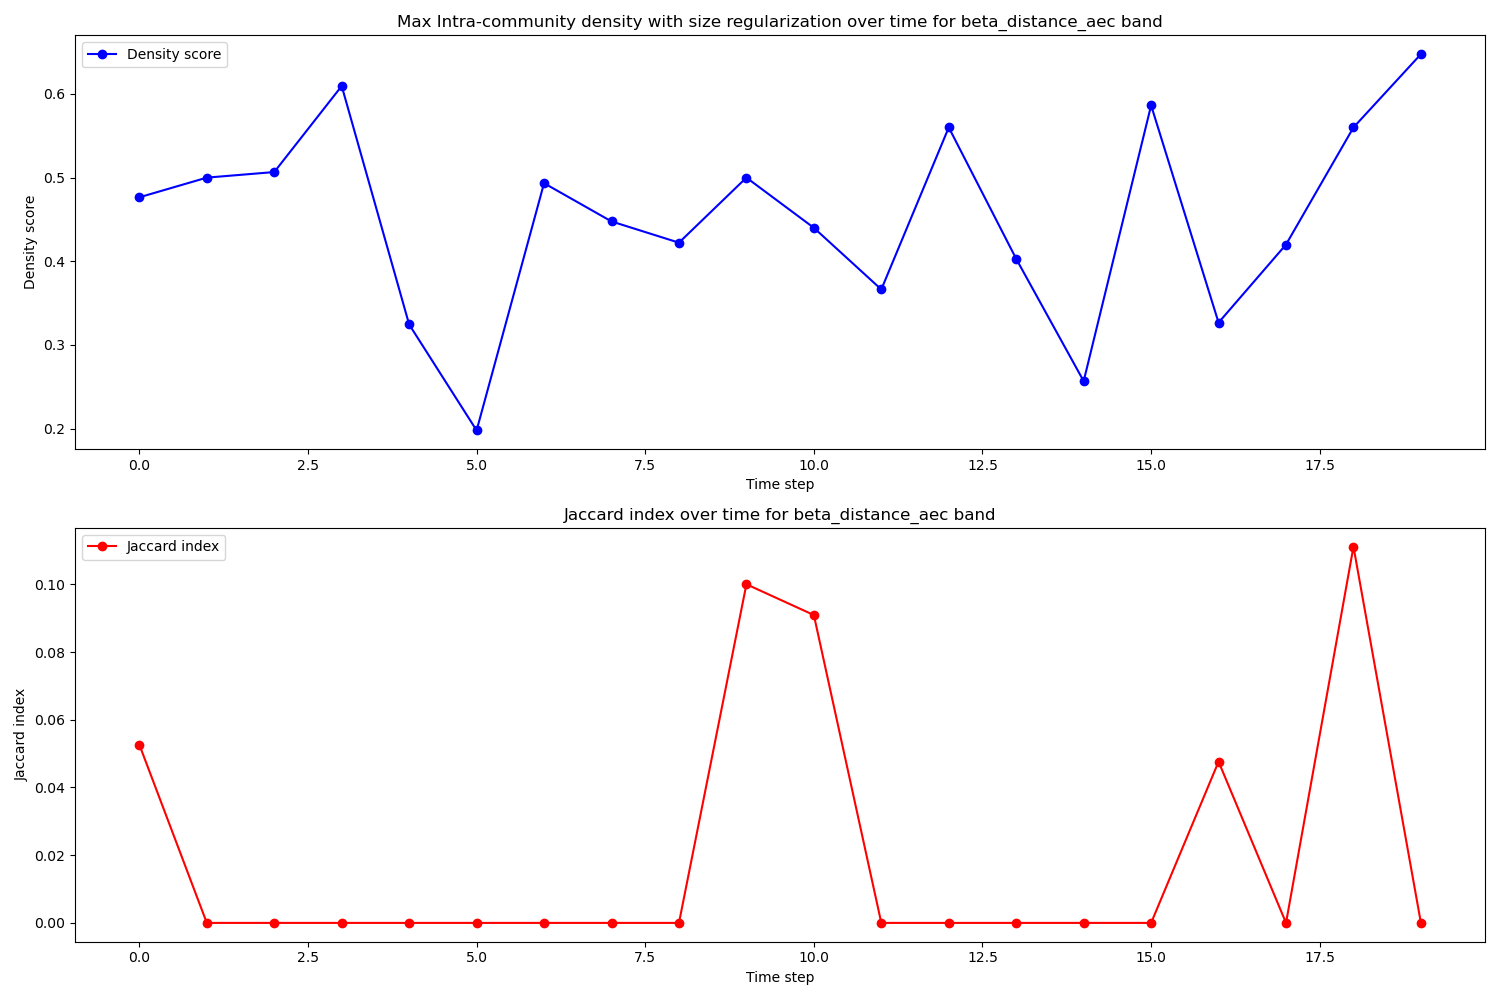 Max Intra-community density with size regularization over time for beta_distance_aec band
Density score
Density score
0.6
0.5
0.4
0.3
0.2
0.0 2.5 5.0 7.5 10.0 12.5 15.0 17.5
Time step
Jaccard index over time for beta_distance_aec band
Jaccard index
Jaccard index
0.10
0.08
0.06
0.04
0.02
0.00
0.0 2.5 5.0 7.5 10.0 12.5 15.0 17.5
Time step